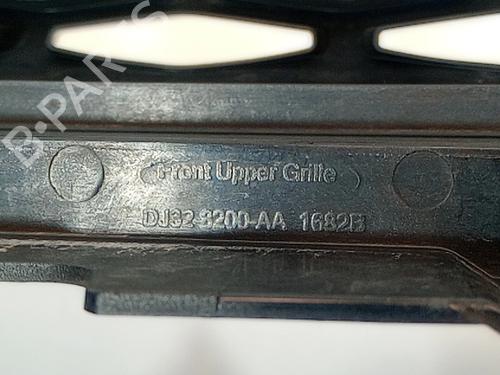 B-PARTS
Front Upper Grille
DJ32-8200-AA 1682B